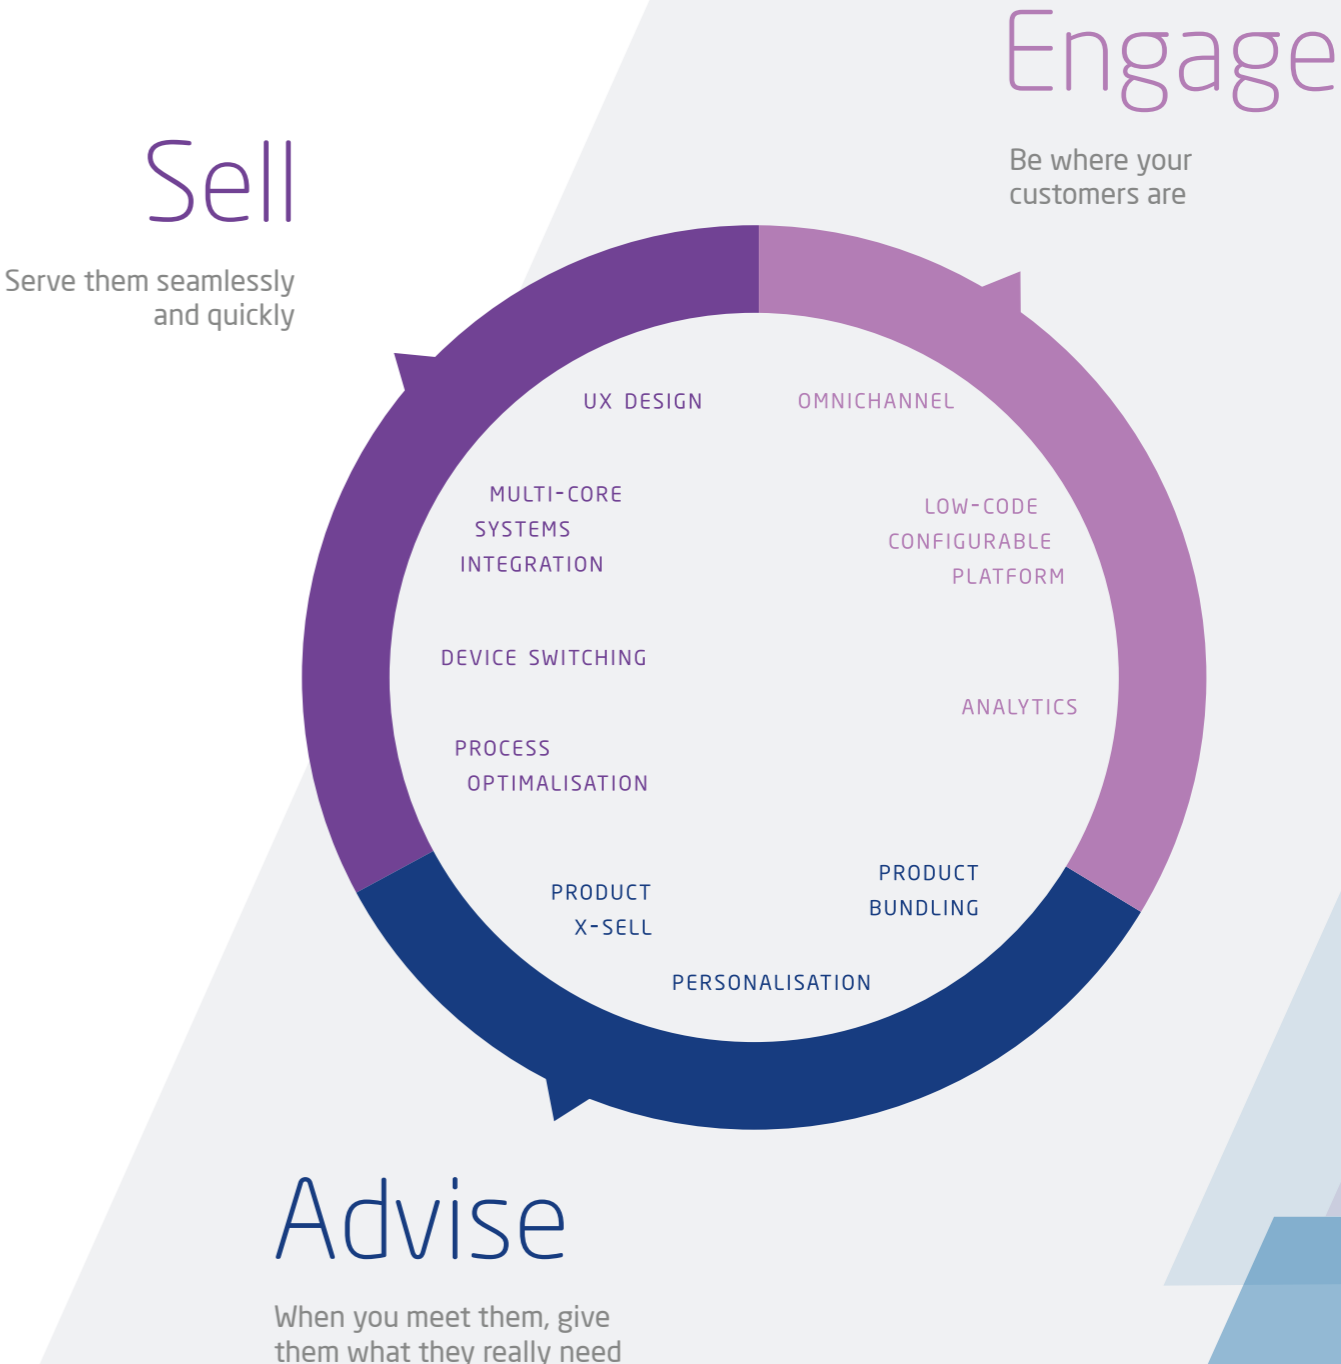 Engage
Be where your
customers are
Sell
Serve them seamlessly
and quickly
UX DESIGN
OMNICHANNEL
MULTI-CORE
SYSTEMS
INTEGRATION
LOW-CODE
CONFIGURABLE
PLATFORM
DEVICE SWITCHING
ANALYTICS
PROCESS
OPTIMALISATION
PRODUCT
X-SELL
PRODUCT
BUNDLING
PERSONALISATION
Advise
When you meet them, give
them what they really need